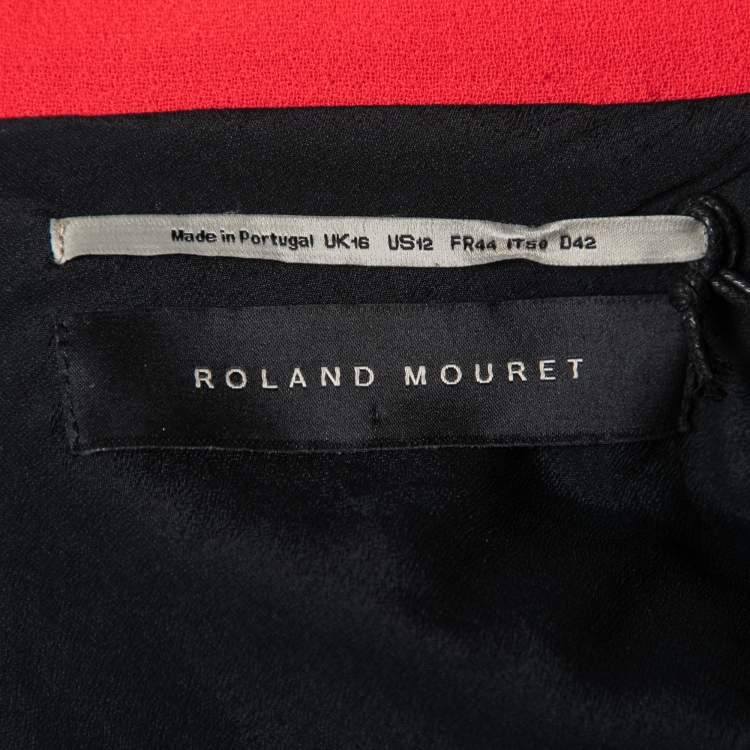 Made in Portugal UK16 US12 FR44 IT50 D42
ROLAND MOURET